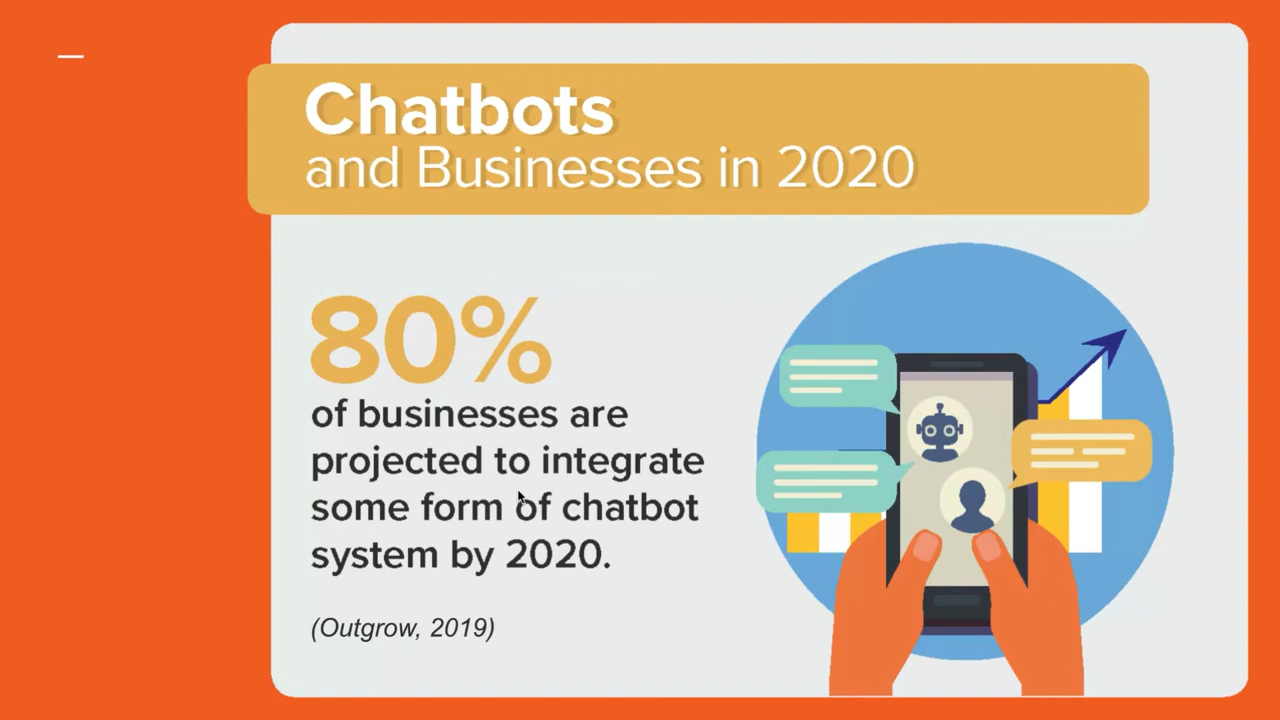 Chatbots
and Businesses in 2020
80%
of businesses are
projected to integrate
some form of chatbot
system by 2020.
(Outgrow, 2019)